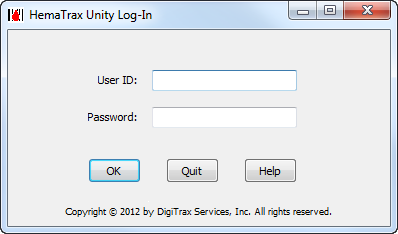 HemaTrax Unity Log-In
User ID:
Password:
OK Quit Help
Copyright © 2012 by DigiTrax Services, Inc. All rights reserved.